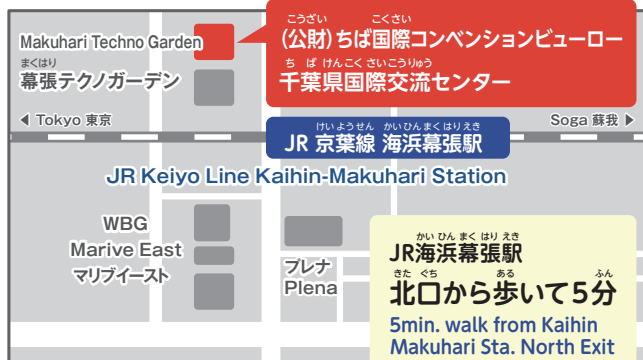 こうざい こくさい
(公財)ちば国際コンベンションビューロー
ち ば けんこく さいこうりゅう
千葉県国際交流センター
Makuhari Techno Garden
まくはり
幕張テクノガーデン
◀ Tokyo 東京
Soga 蘇我 ▶
けいようせん かいひんまくはりえき
JR 京葉線 海浜幕張駅
JR Keiyo Line Kaihin-Makuhari Station
WBG
Marive East
マリブイースト
プレナ
Plena
かい ひん まく はり えき
JR海浜幕張駅
きた ぐち ある ふん
北口から歩いて5分
5min. walk from Kaihin
Makuhari Sta. North Exit